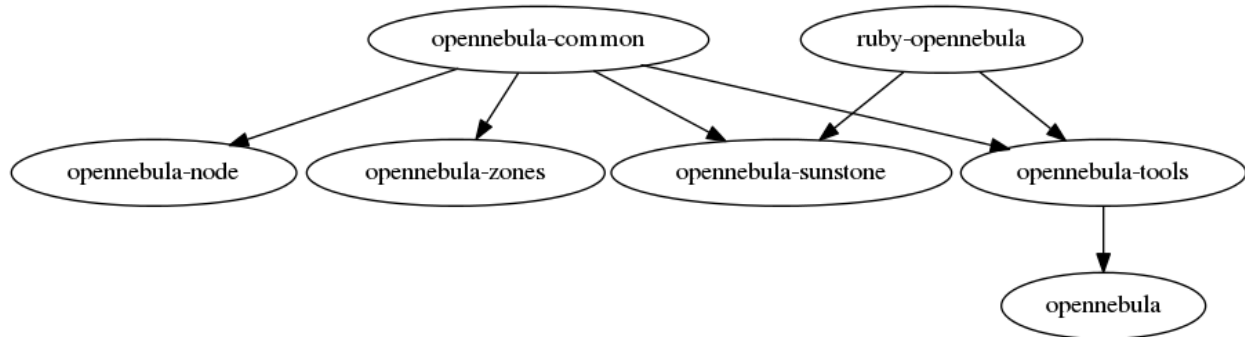 opennebula-common
ruby-opennebula
opennebula-node
opennebula-zones
opennebula-sunstone
opennebula-tools
opennebula